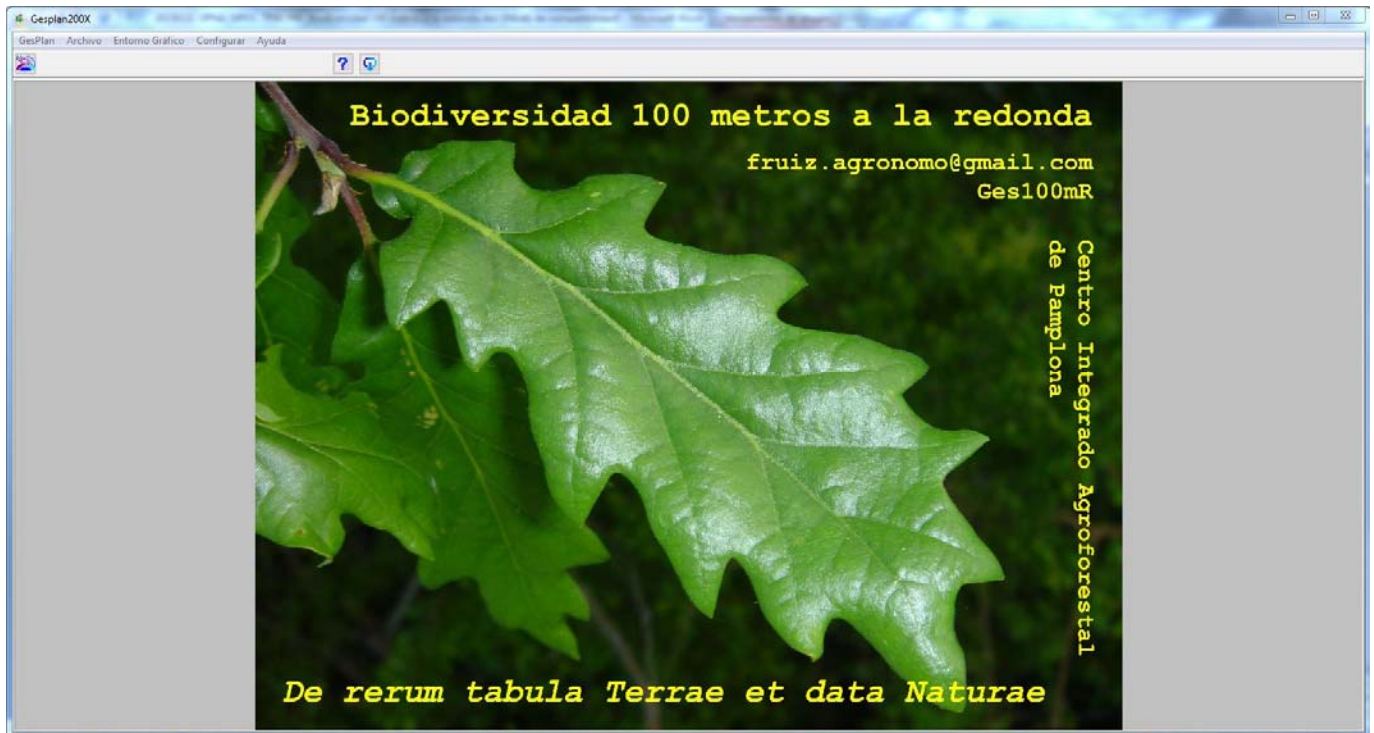 Gesplan200X
GesPlan Archivo Entorno Gráfico Configurar Ayuda
?
Biodiversidad 100 metros a la redonda
fruiz.agronomo@gmail.com
Ges100mR
Centro Integrado Agroforestal
de Pamplona
De rerum tabula Terrae et data Naturae